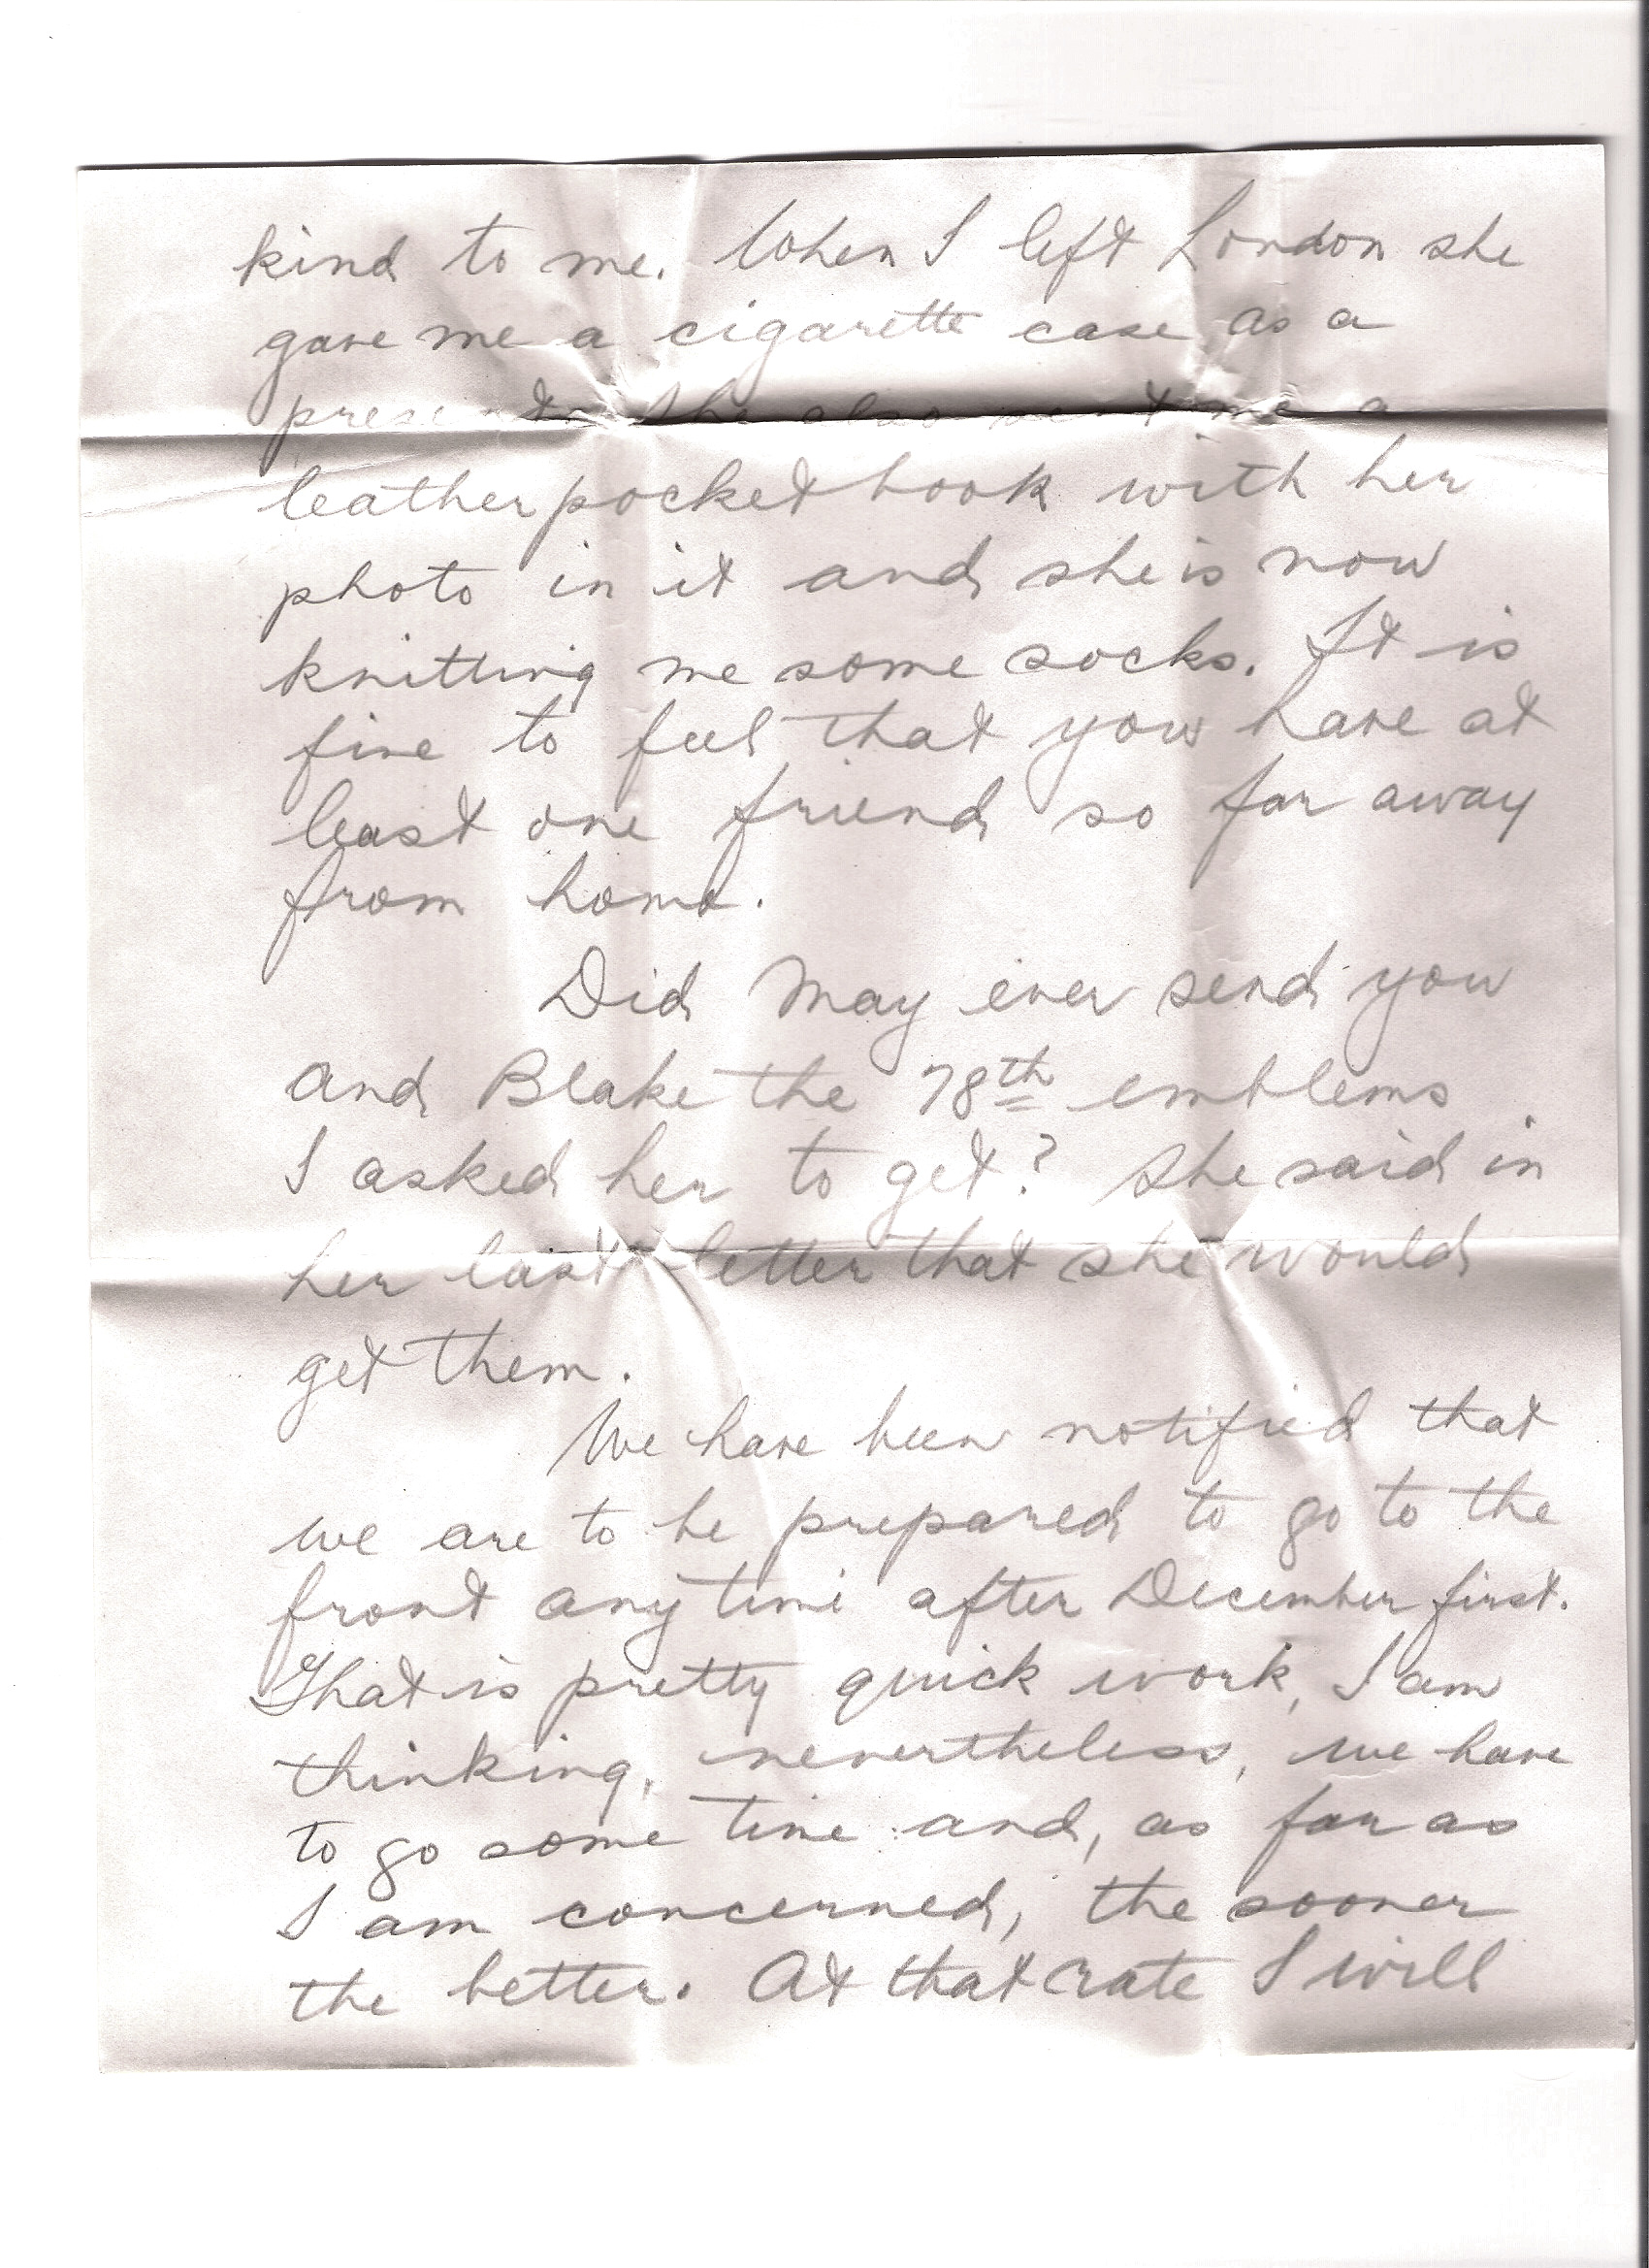 kind to me. When I left London she
gave me a cigarette case as a
present. She also sent me a
leather pocketbook with her
photo in it and she is now
knitting me some socks. It is
fine to feel that you have at
least one friend so far away
from home.
Did May ever send you
and Blake the 78th emblems
I asked her to get? She said in
her last letter that she would
get them.
We have been notified that
we are to be prepared to go to the
front any time after December first.
That is pretty quick work, I am
thinking, nevertheless, we have
to go some time and, as far as
I am concerned, the sooner
the better. At that rate I will